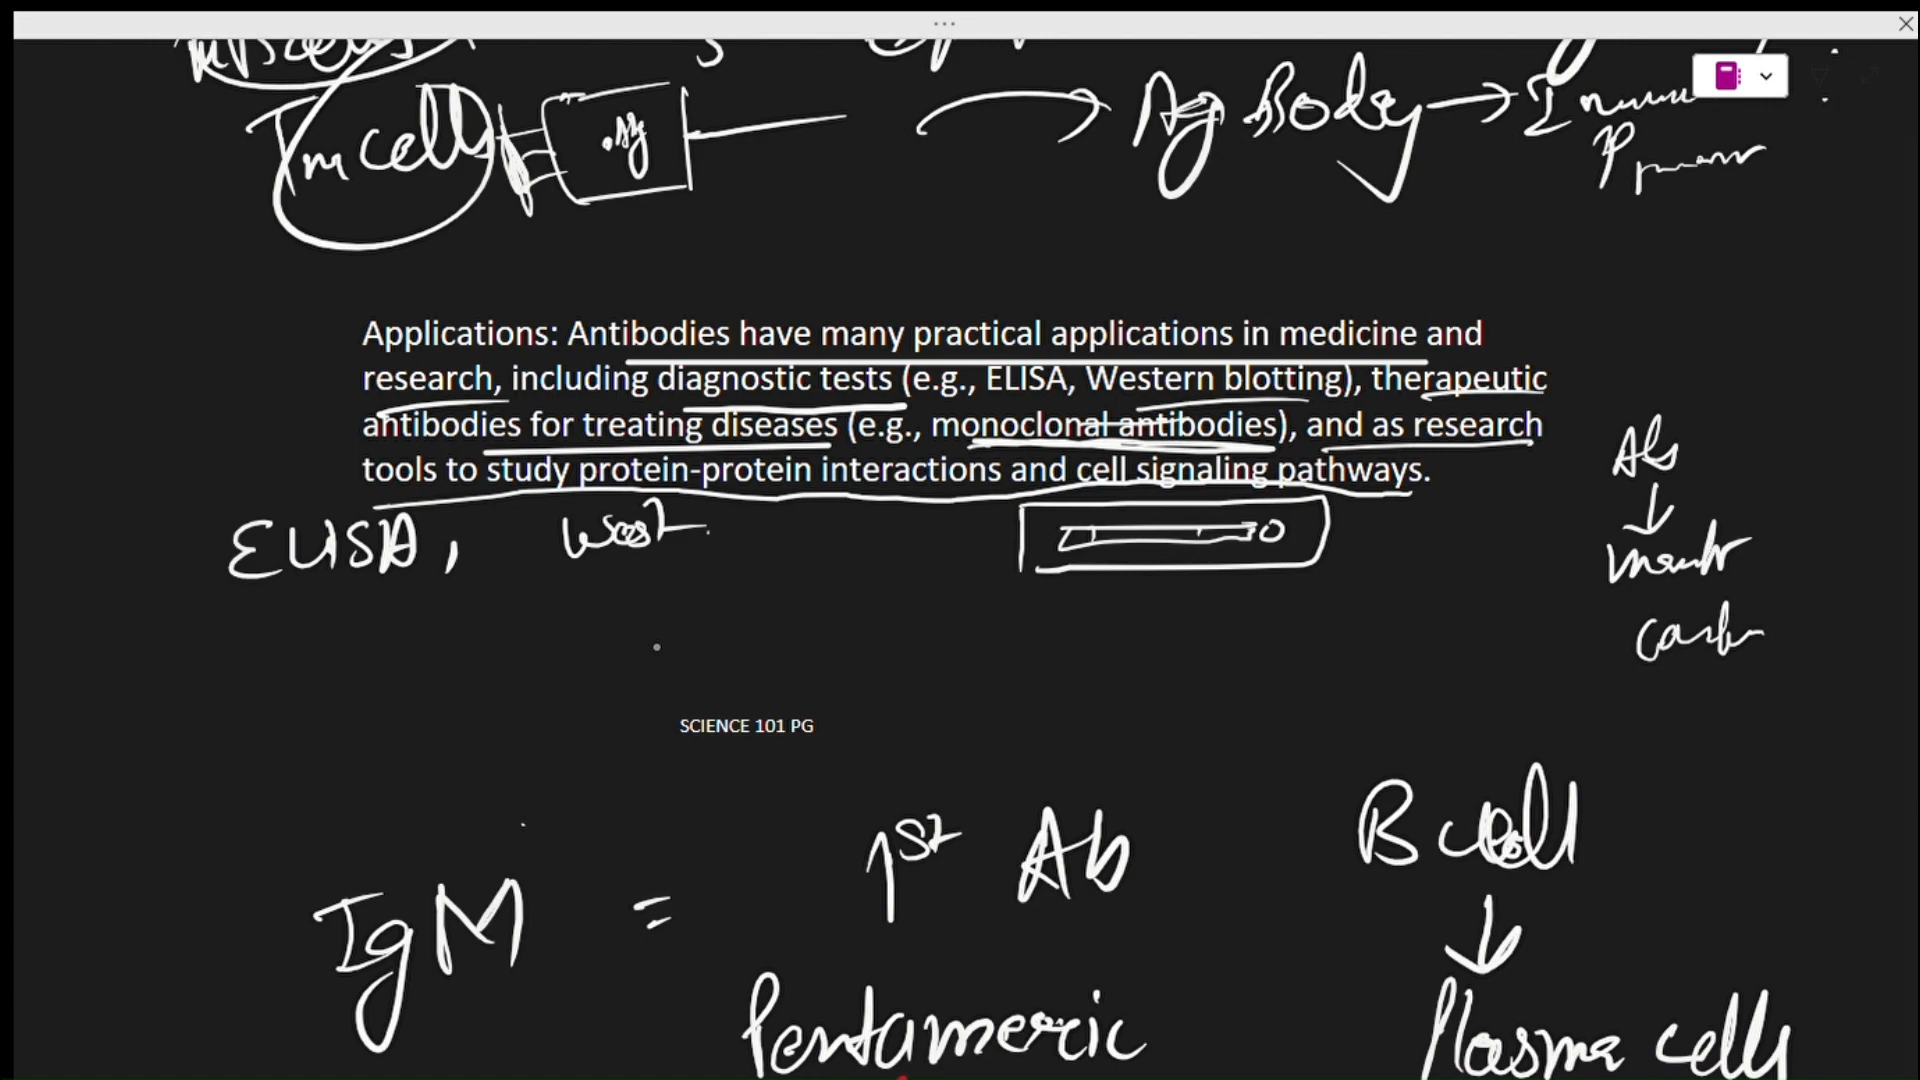 Tm cell
.Ag
Ag Body
Applications: Antibodies have many practical applications in medicine and
research, including diagnostic tests (e.g., ELISA, Western blotting), therapeutic
antibodies for treating diseases (e.g., monoclonal antibodies), and as research
tools to study protein-protein interactions and cell signaling pathways.
ELISA, West
SCIENCE 101 PG
1st Ab
B cell
IgM =
Pentameric
Plasma cells